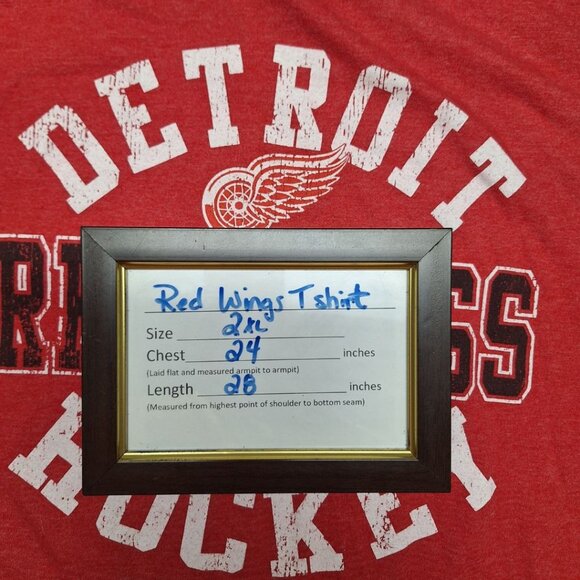 DETROIT
Red Wings Tshirt
Size 2XL
Chest 24 inches
(Laid flat and measured armpit to armpit)
Length 28 inches
(Measured from highest point of shoulder to bottom seam)
HOCKEY